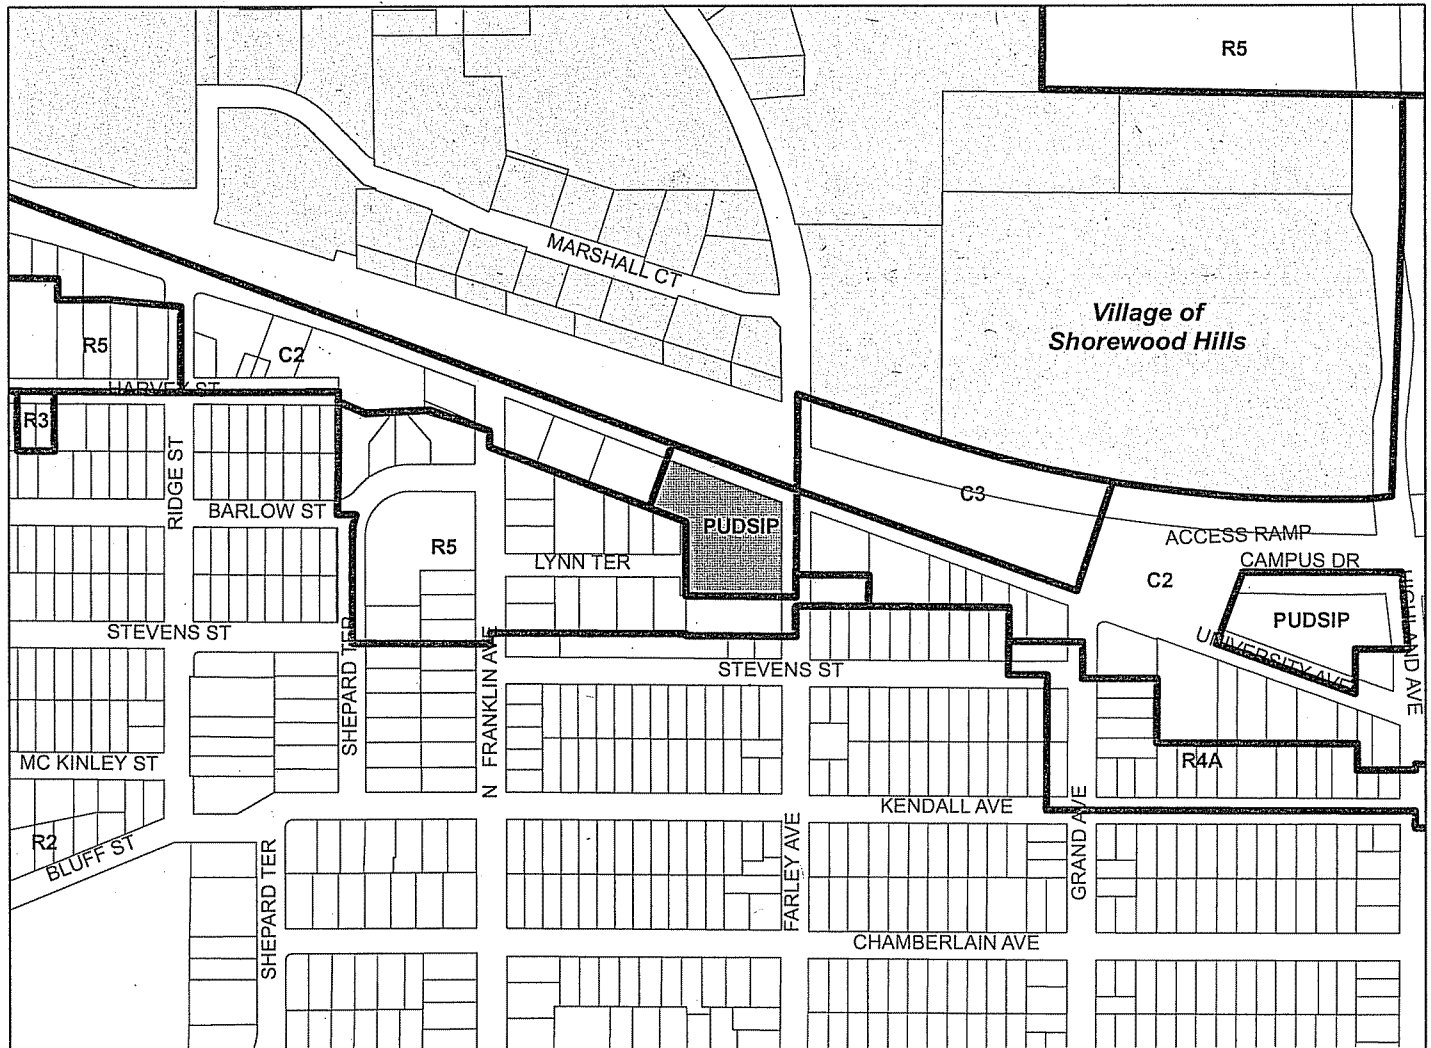 R5
MARSHALL CT
Village of
Shorewood Hills
R5
C2
HARVEY ST
R3
RIDGE ST
BARLOW ST
C3
PUDSIP
R5
LYNN TER
ACCESS RAMP
CAMPUS DR
C2
PUDSIP
HIGHLAND AVE
UNIVERSITY AVE
STEVENS ST
SHEPARD TER
N FRANKLIN AVE
STEVENS ST
MC KINLEY ST
R4A
KENDALL AVE
GRAND AVE
R2
BLUFF ST
SHEPARD TER
FARLEY AVE
CHAMBERLAIN AVE